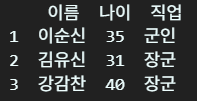 이름 나이 직업
1 이순신 35 군인
2 김유신 31 장군
3 강감찬 40 장군